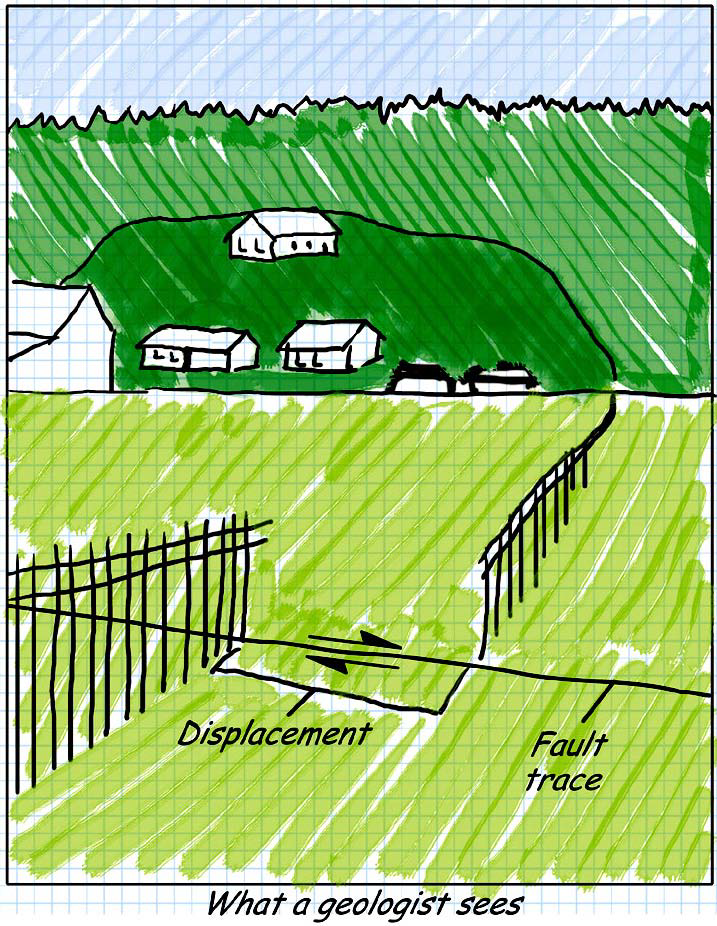 Displacement
Fault
trace
What a geologist sees